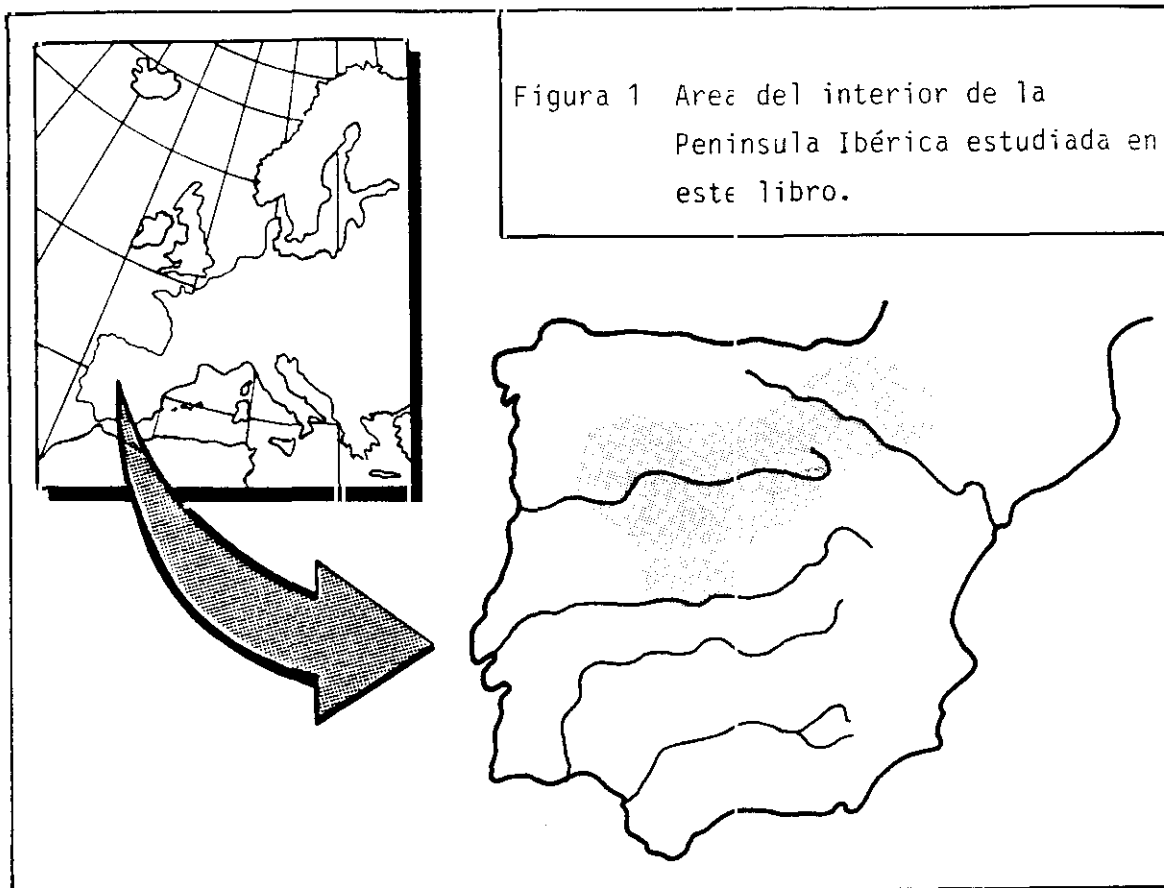 Figura 1 Area del interior de la
Peninsula Ibérica estudiada en
este libro.